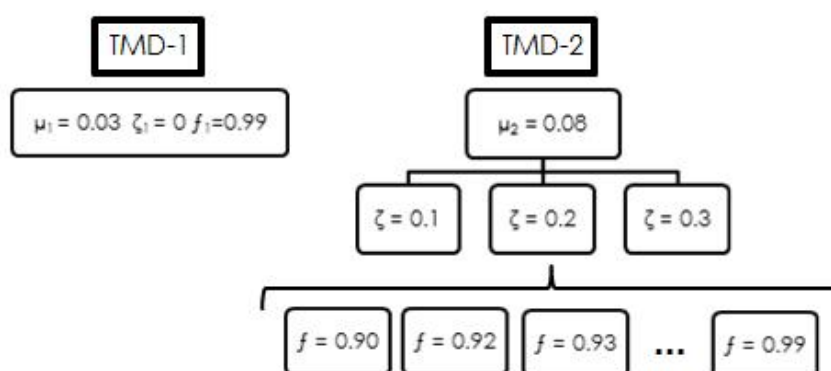 TMD-1 TMD-2
μ₁ = 0.03 ζ₁ = 0 ƒ₁=0.99 μ₂ = 0.08
ζ = 0.1 ζ = 0.2 ζ = 0.3
ƒ = 0.90 ƒ = 0.92 ƒ = 0.93 ... ƒ = 0.99